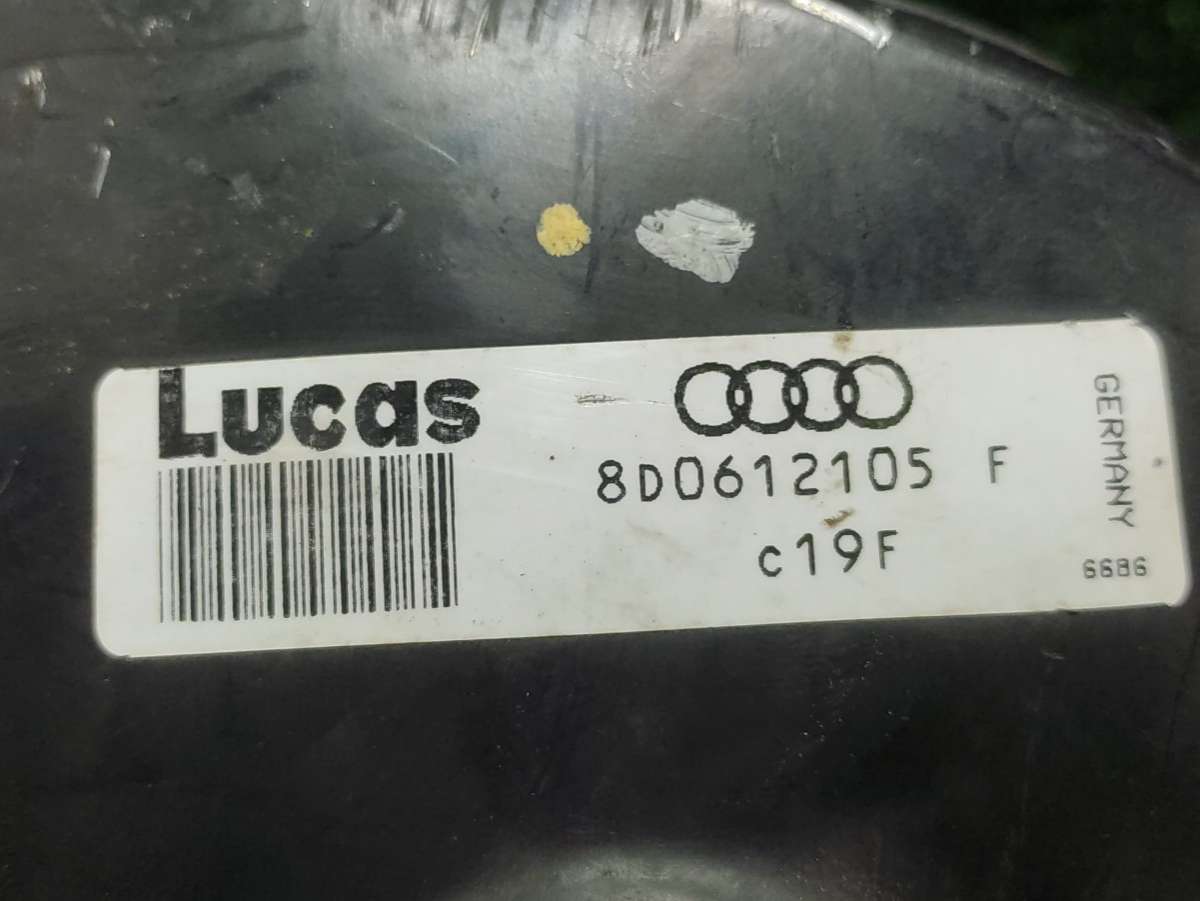 Lucas
8D0612105 F
c19F
GERMANY
6686